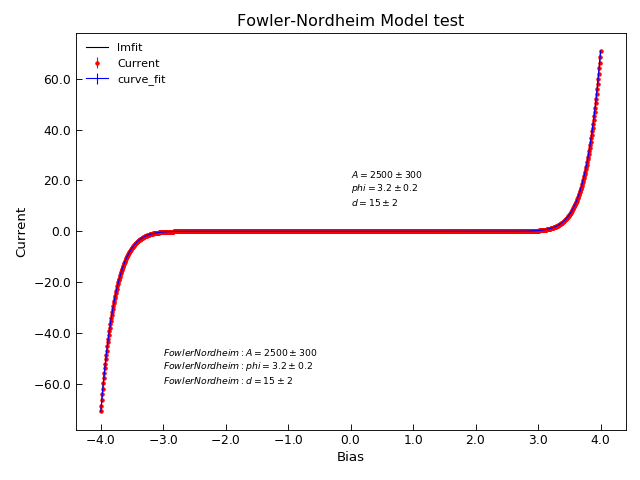 Fowler-Nordheim Model test
lmfit
Current
curve_fit
60.0
40.0
20.0
0.0
−20.0
−40.0
−60.0
Current
A = 2500 ± 300
phi = 3.2 ± 0.2
d = 15 ± 2
FowlerNordheim : A = 2500 ± 300
FowlerNordheim : phi = 3.2 ± 0.2
FowlerNordheim : d = 15 ± 2
−4.0 −3.0 −2.0 −1.0 0.0 1.0 2.0 3.0 4.0
Bias